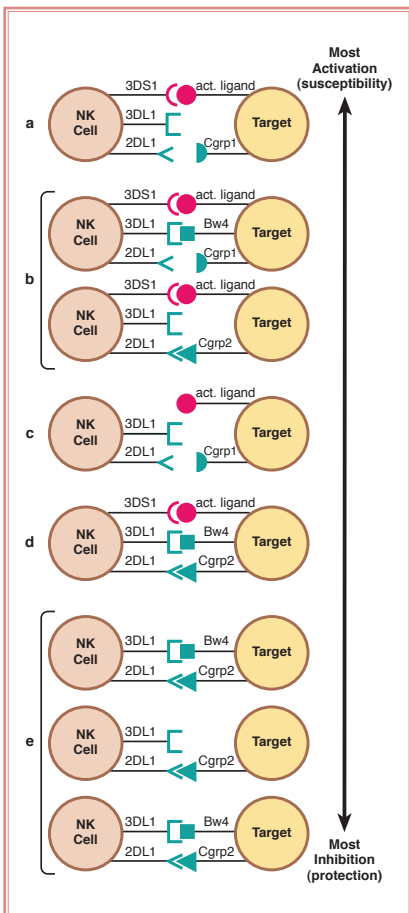 Most
Activation
(susceptibility)
a
NK
Cell
3DS1
act. ligand
3DL1
2DL1
Cgrp1
Target
b
NK
Cell
3DS1
act. ligand
3DL1
Bw4
2DL1
Cgrp1
Target
NK
Cell
3DS1
act. ligand
3DL1
2DL1
Cgrp2
Target
c
NK
Cell
act. ligand
3DL1
2DL1
Cgrp1
Target
d
NK
Cell
3DS1
act. ligand
3DL1
Bw4
2DL1
Cgrp2
Target
e
NK
Cell
3DL1
Bw4
2DL1
Cgrp2
Target
NK
Cell
3DL1
2DL1
Cgrp2
Target
NK
Cell
3DL1
Bw4
2DL1
Cgrp2
Target
Most
Inhibition
(protection)